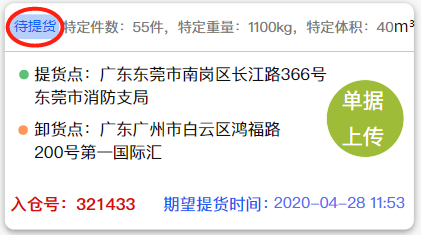 待提货 特定件数：55件，特定重量：1100kg，特定体积：40m³
提货点：广东东莞市南岗区长江路366号
东莞市消防支局
卸货点：广东广州市白云区鸿福路
200号第一国际汇
单据
上传
入仓号：321433 期望提货时间：2020-04-28 11:53